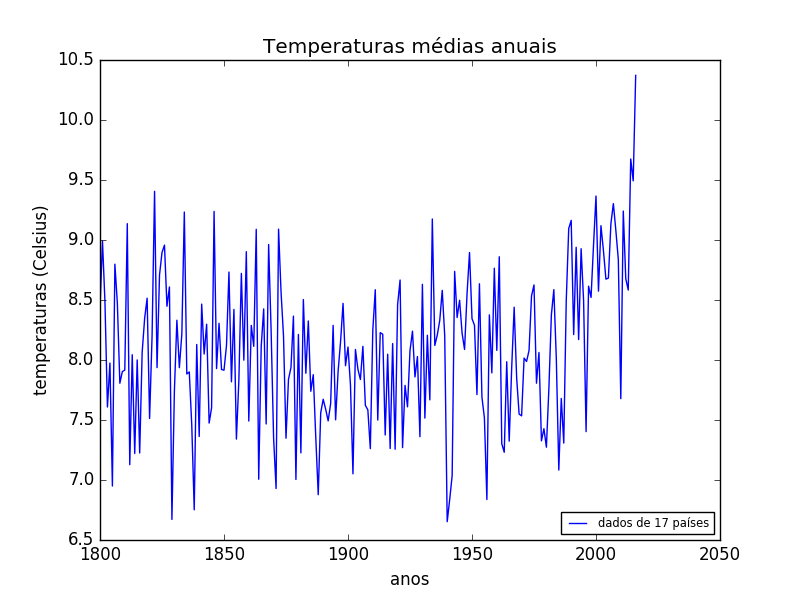 Temperaturas médias anuais
temperaturas (Celsius)
10.5
10.0
9.5
9.0
8.5
8.0
7.5
7.0
6.5
dados de 17 países
1800 1850 1900 1950 2000 2050
anos